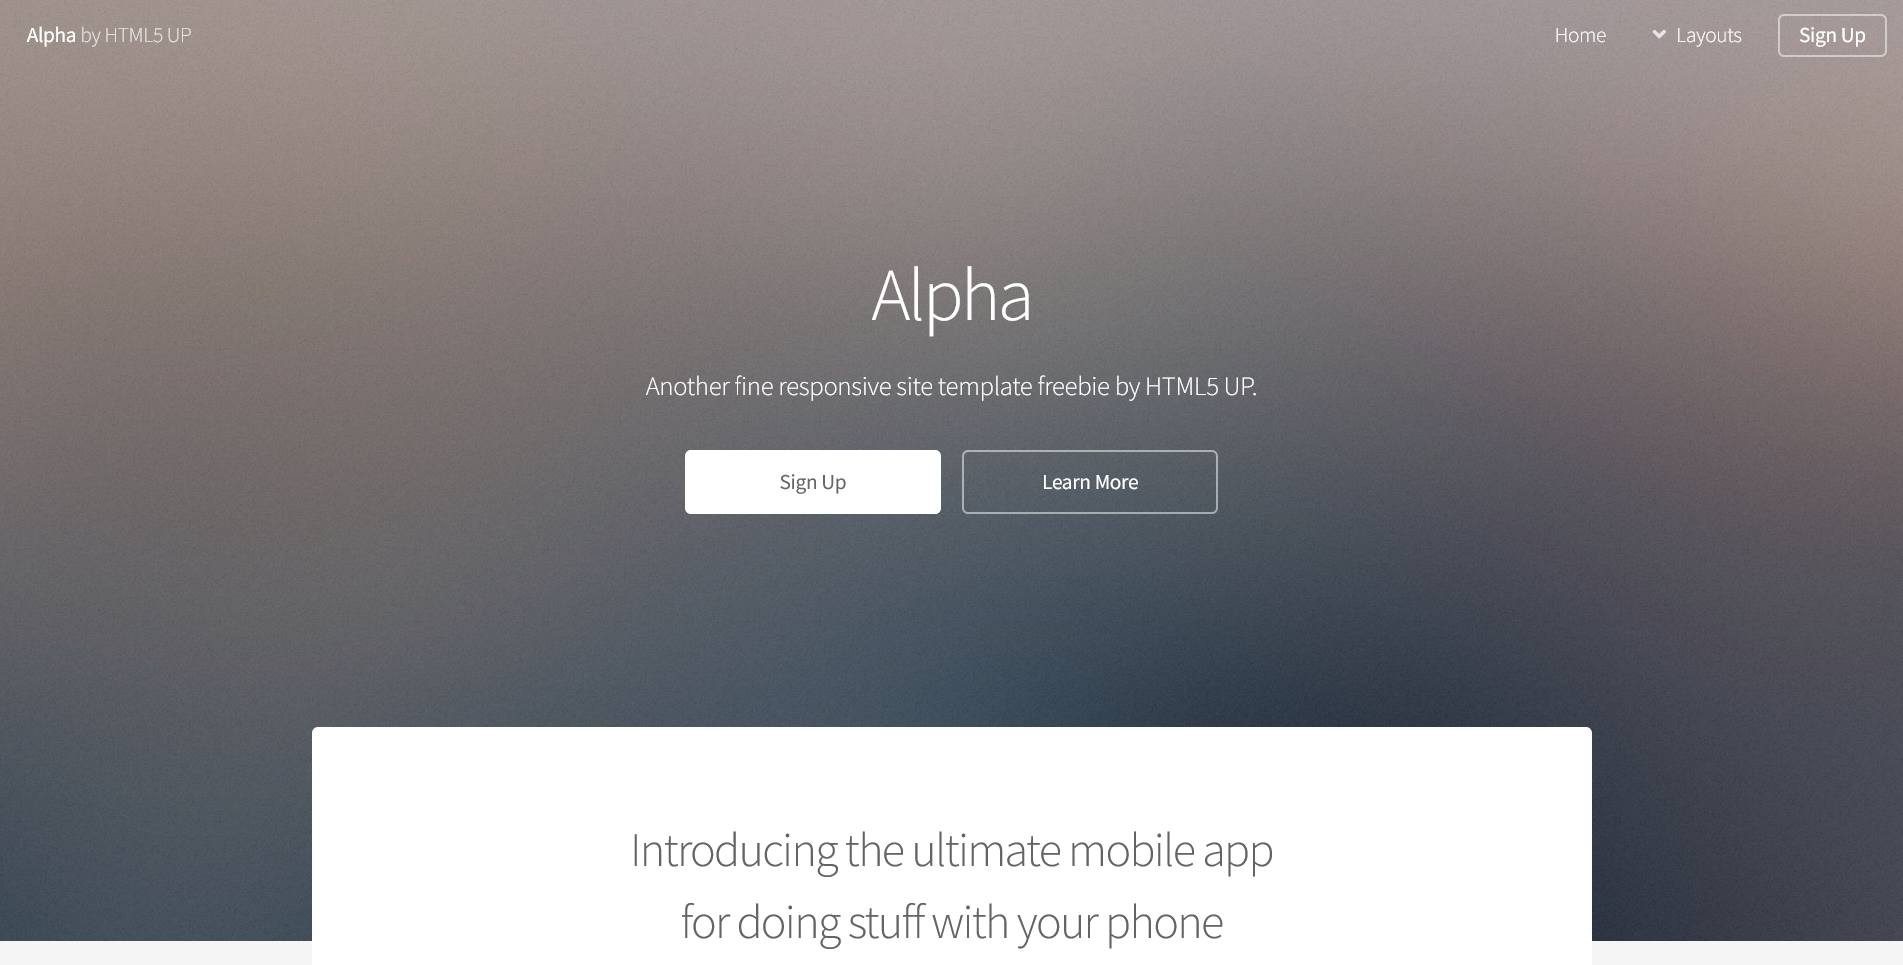 Alpha by HTML5 UP
Home
Layouts
Sign Up
Alpha
Another fine responsive site template freebie by HTML5 UP.
Sign Up
Learn More
Introducing the ultimate mobile app
for doing stuff with your phone